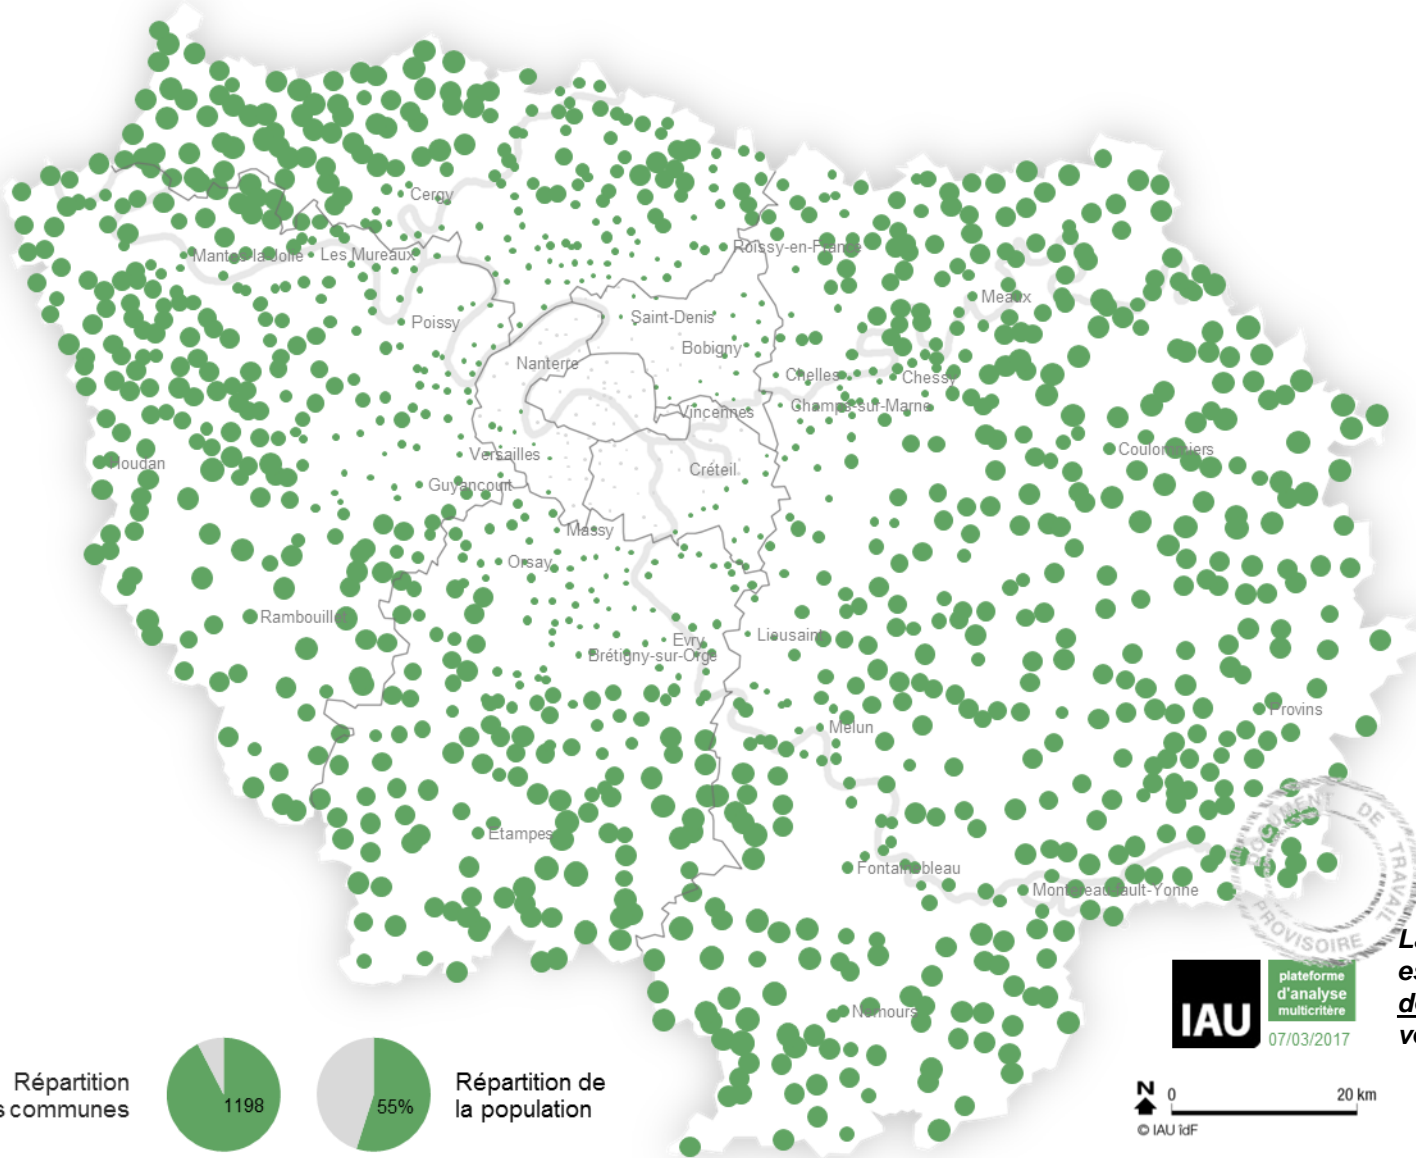 Cergy
Roissy-en-France
Mantes-la-Jolie
Les Mureaux
Meaux
Poissy
Saint-Denis
Bobigny
Nanterre
Chelles
Chessy
Champs-sur-Marne
Vincennes
Coulommiers
Versailles
Houdan
Créteil
Guyancourt
Massy
Orsay
Rambouillet
Evry
Lieusaint
Brétigny-sur-Orge
Provins
Melun
Etampes
Fontainebleau
Montereau-fault-Yonne
Nemours
DOCUMENT DE TRAVAIL
PROVISOIRE
IAU
plateforme
d'analyse
multicritère
07/03/2017
N 0 20 km
© IAU îdF
Répartition
communes
1198
55%
Répartition de
la population